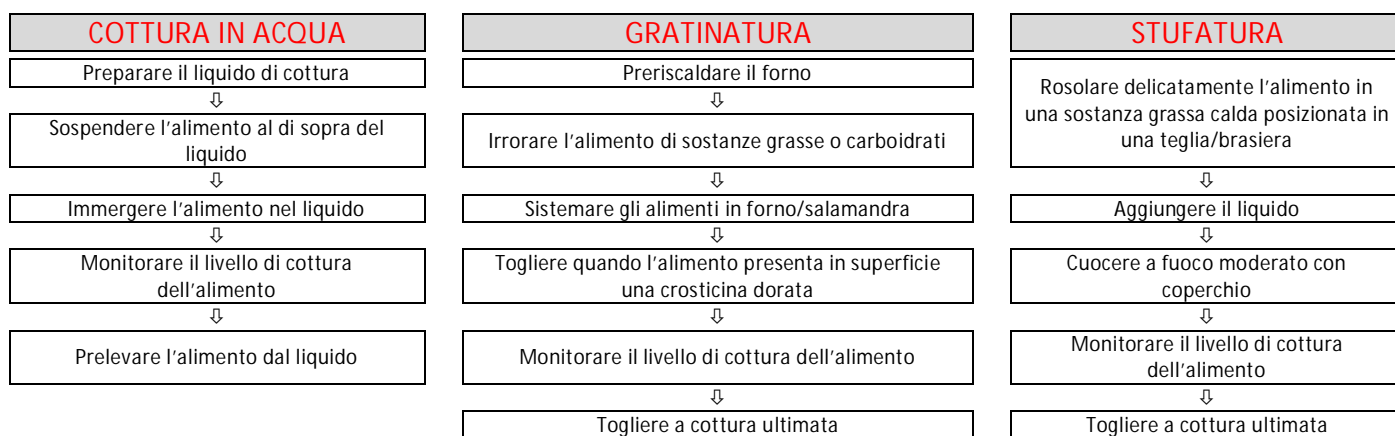 COTTURA IN ACQUA
Preparare il liquido di cottura
⇩
Sospendere l'alimento al di sopra del
liquido
⇩
Immergere l'alimento nel liquido
⇩
Monitorare il livello di cottura
dell'alimento
⇩
Prelevare l'alimento dal liquido
GRATINATURA
Preriscaldare il forno
⇩
Irrorare l'alimento di sostanze grasse o carboidrati
⇩
Sistemare gli alimenti in forno/salamandra
⇩
Togliere quando l'alimento presenta in superficie
una crosticina dorata
⇩
Monitorare il livello di cottura dell'alimento
⇩
Togliere a cottura ultimata
STUFATURA
Rosolare delicatamente l'alimento in
una sostanza grassa calda posizionata in
una teglia/brasiera
⇩
Aggiungere il liquido
⇩
Cuocere a fuoco moderato con
coperchio
⇩
Monitorare il livello di cottura
dell'alimento
⇩
Togliere a cottura ultimata